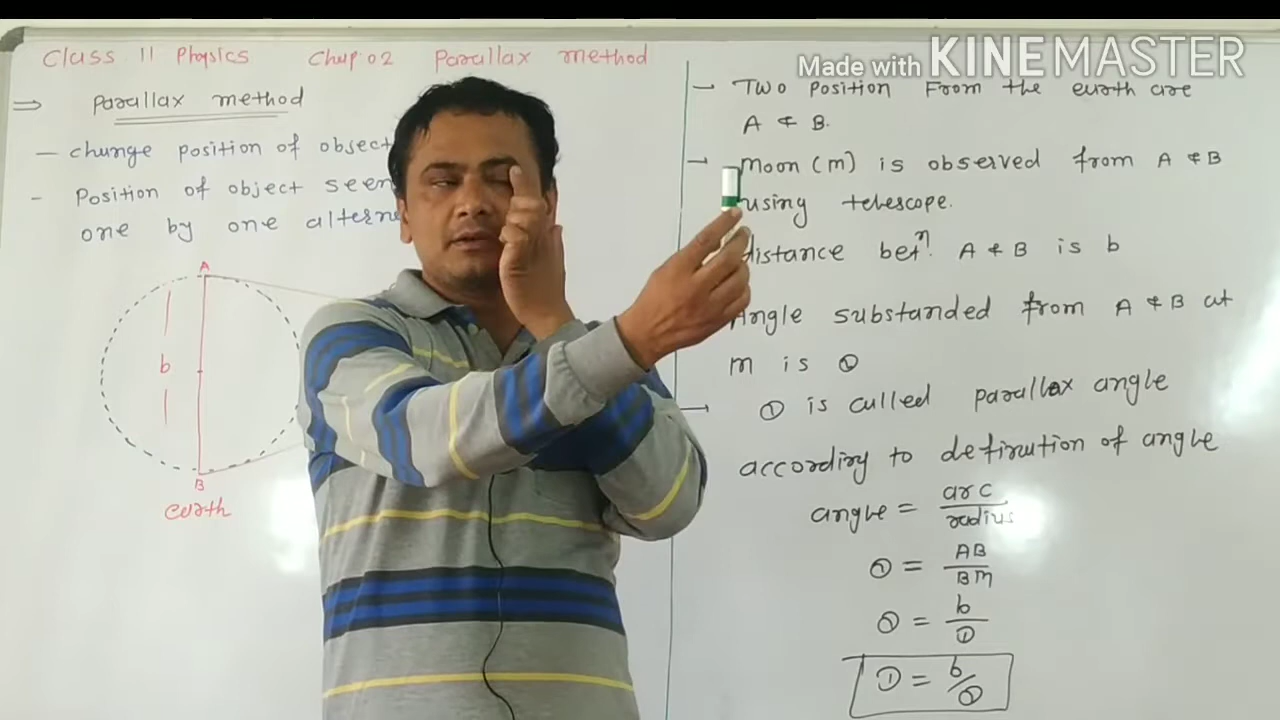 Class 11 Physics Chap 02 Parallax method
⇒ Parallax method
- change position of object
- Position of object seen
one by one altern
A
b
B
earth
Made with KINEMASTER
- Two position From the earth are
A & B.
- Moon (m) is observed from A & B
using telescope.
distance betn. A & B is b
Angle substanded from A & B at
m is θ
→ θ is called parallax angle
according to defination of angle
angle = arc / radius
θ = AB / BM
θ = b / D
D = b/θ